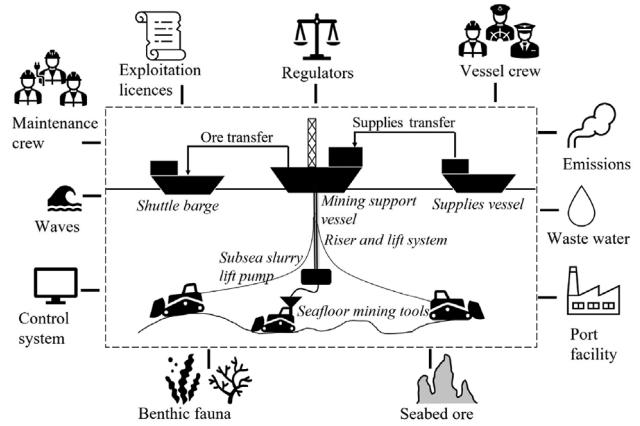 Exploitation
licences
Regulators
Vessel crew
Maintenance
crew
Ore transfer
Supplies transfer
Emissions
Shuttle barge
Mining support
vessel
Supplies vessel
Waves
Waste water
Riser and lift system
Subsea slurry
lift pump
Seafloor mining tools
Control
system
Port
facility
Benthic fauna
Seabed ore